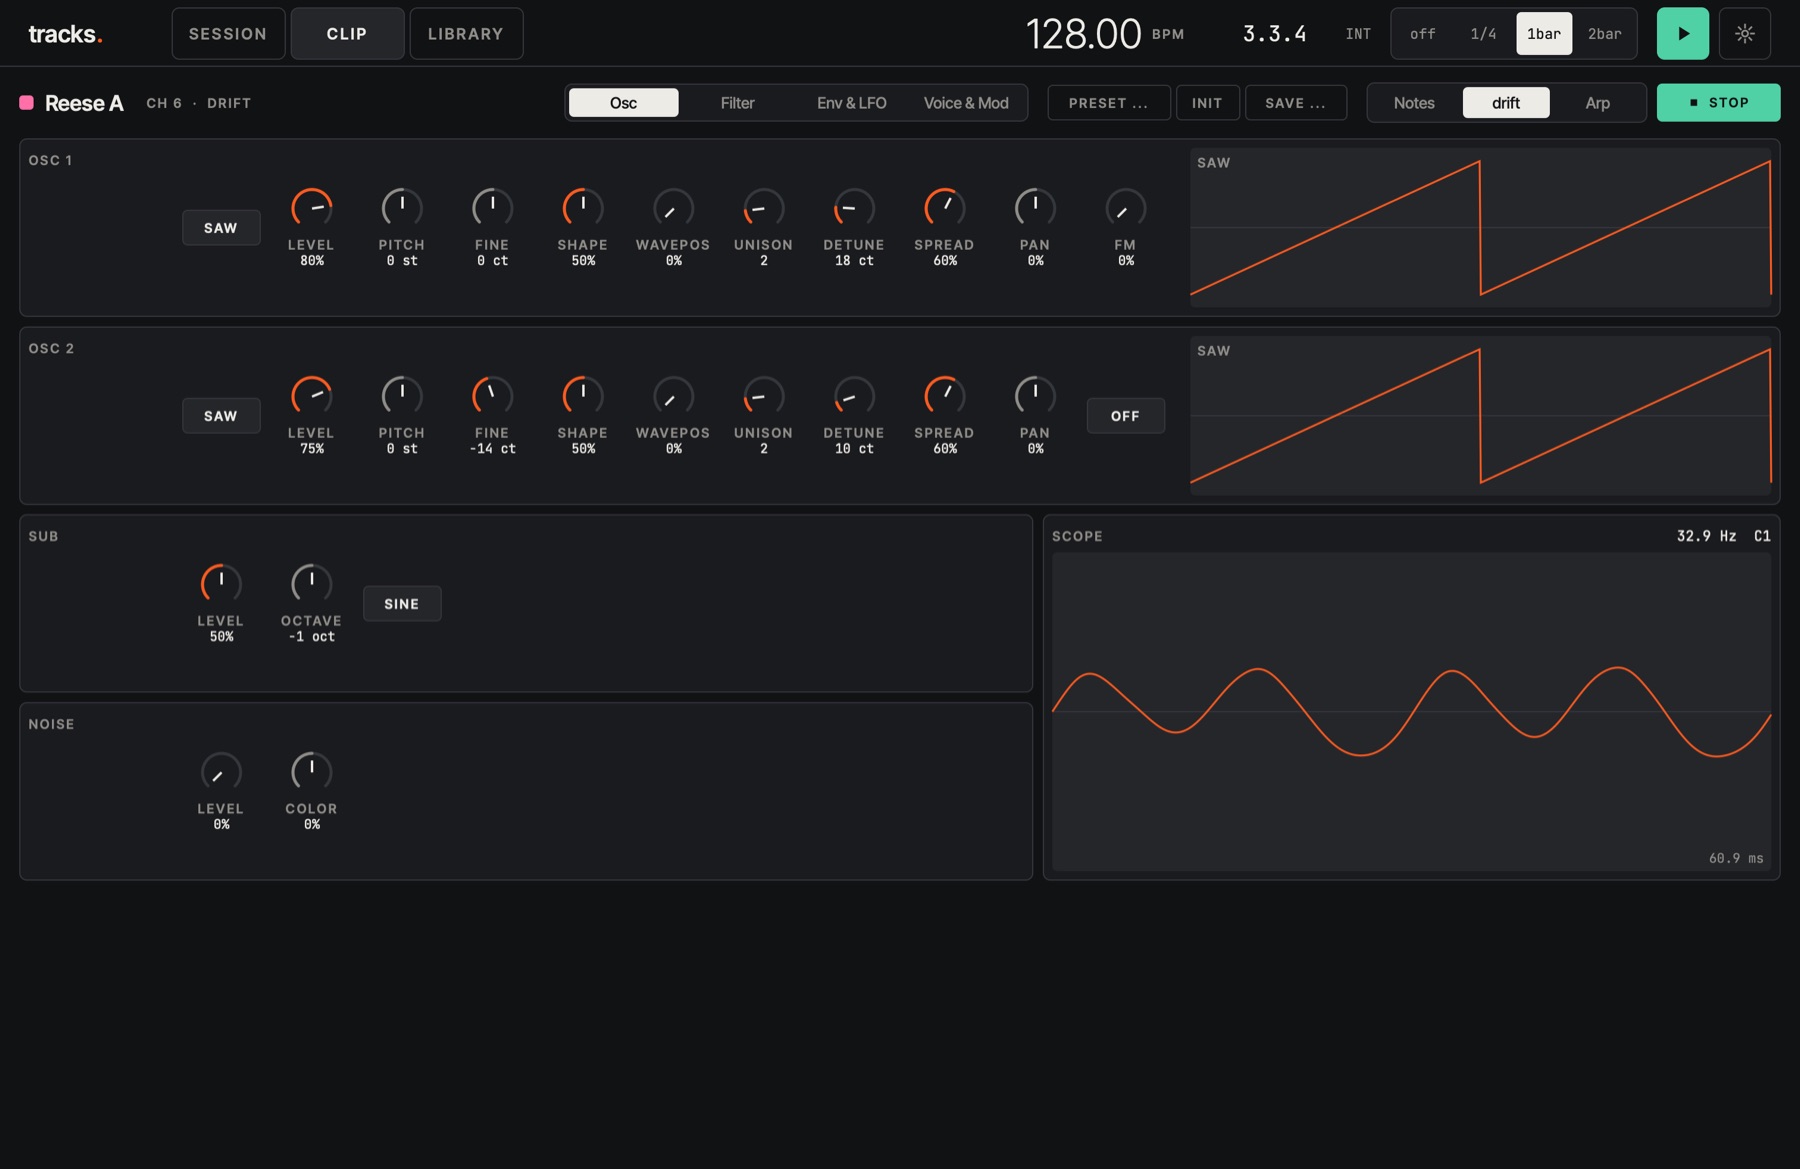 tracks. SESSION CLIP LIBRARY 128.00 BPM 3.3.4 INT off 1/4 1bar 2bar
Reese A CH 6 · DRIFT Osc Filter Env & LFO Voice & Mod PRESET ... INIT SAVE ... Notes drift Arp STOP
OSC 1
SAW
SAW
LEVEL PITCH FINE SHAPE WAVEPOS UNISON DETUNE SPREAD PAN FM
80% 0 st 0 ct 50% 0% 2 18 ct 60% 0% 0%
OSC 2
SAW
SAW OFF
LEVEL PITCH FINE SHAPE WAVEPOS UNISON DETUNE SPREAD PAN
75% 0 st -14 ct 50% 0% 2 10 ct 60% 0%
SUB
SINE
LEVEL OCTAVE
50% -1 oct
SCOPE 32.9 Hz C1
60.9 ms
NOISE
LEVEL COLOR
0% 0%